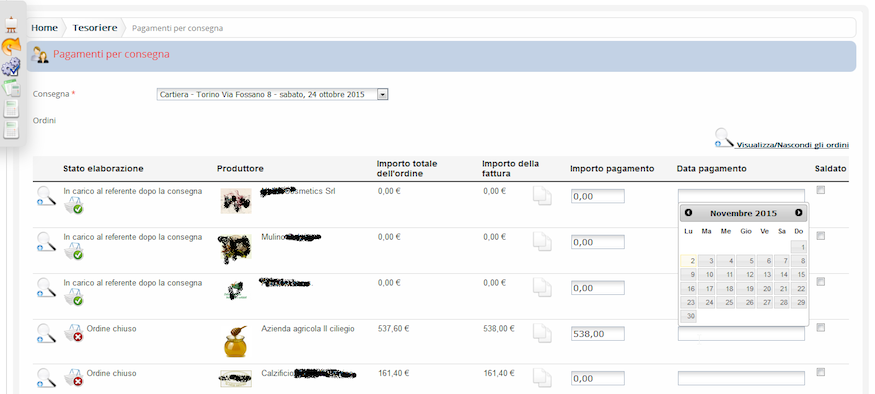 Home Tesoriere Pagamenti per consegna
Pagamenti per consegna
Consegna * Cartiera - Torino Via Fossano 8 - sabato, 24 ottobre 2015
Ordini
Visualizza/Nascondi gli ordini
Stato elaborazione Produttore Importo totale dell'ordine Importo della fattura Importo pagamento Data pagamento Saldato
In carico al referente dopo la consegna Cosmetics Srl 0,00 € 0,00 € 0,00
Novembre 2015
Lu Ma Me Gio Ve Sa Do
1
2 3 4 5 6 7 8
9 10 11 12 13 14 15
16 17 18 19 20 21 22
23 24 25 26 27 28 29
30
In carico al referente dopo la consegna Mulino 0,00 € 0,00 € 0,00
In carico al referente dopo la consegna 0,00 € 0,00 € 0,00
Ordine chiuso Azienda agricola Il ciliegio 537,60 € 538,00 € 538,00
Ordine chiuso Calzificio 161,40 € 161,40 € 0,00